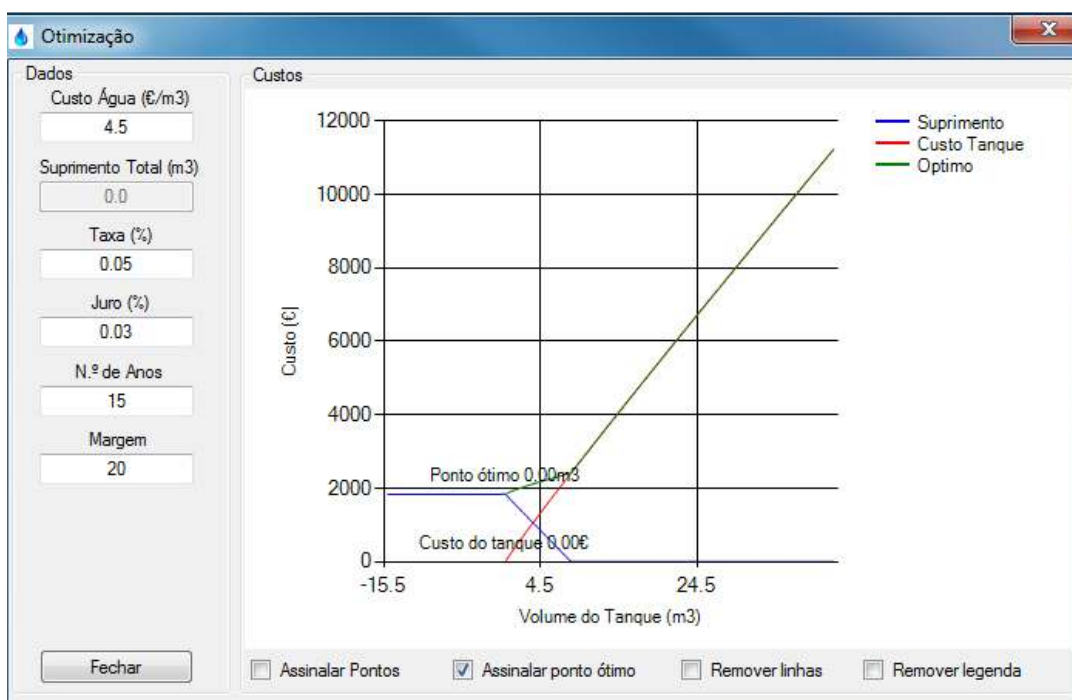 Otimização
Dados
Custo Água (€/m3)
4.5
Suprimento Total (m3)
0.0
Taxa (%)
0.05
Juro (%)
0.03
N.º de Anos
15
Margem
20
Fechar
Custos
12000
10000
8000
6000
4000
2000
0
Custo (€)
-15.5 4.5 24.5
Volume do Tanque (m3)
Ponto ótimo 0.00m3
Custo do tanque 0.00€
Suprimento
Custo Tanque
Optimo
Assinalar Pontos Assinalar ponto ótimo Remover linhas Remover legenda